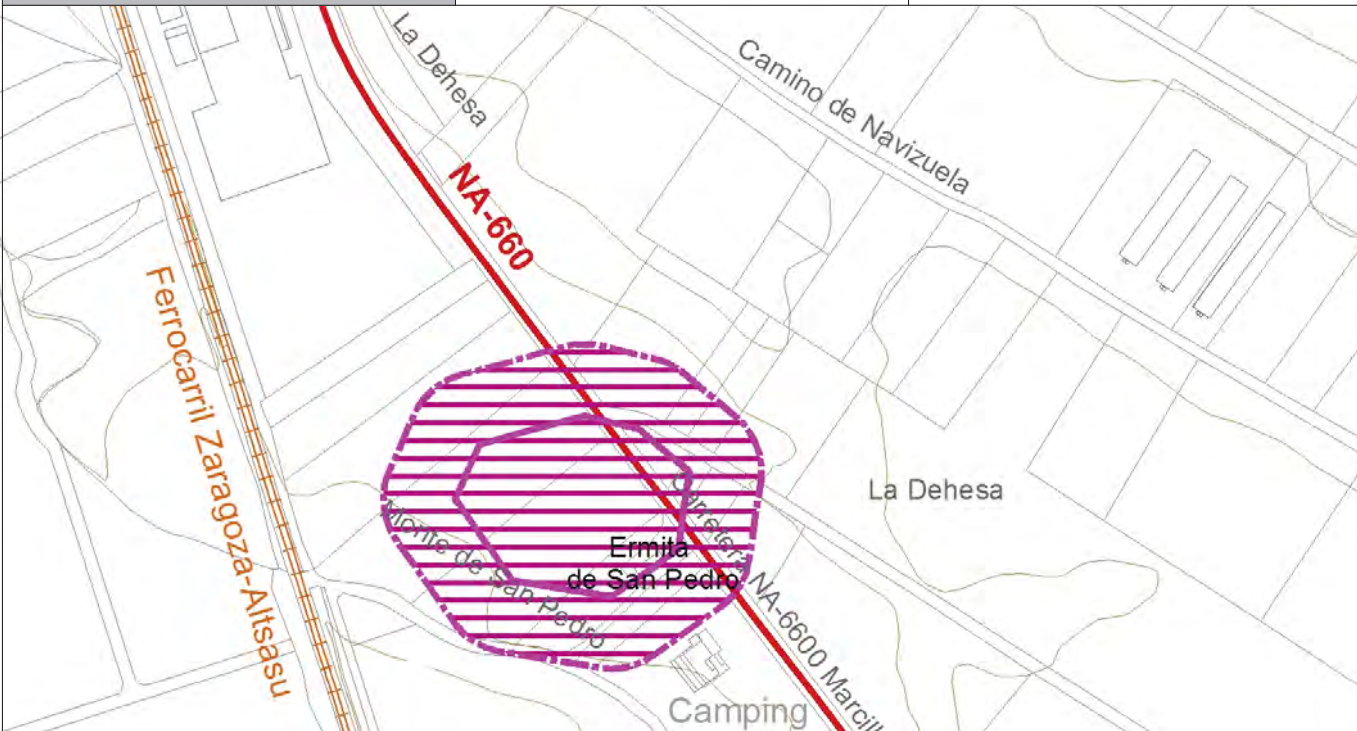 La Dehesa
Camino de Navizuela
NA-660
Ferrocarril Zaragoza-Altsasu
La Dehesa
Carretera NA-6600 Marcill
Monte de San Pedro
Ermita
de San Pedro
Camping